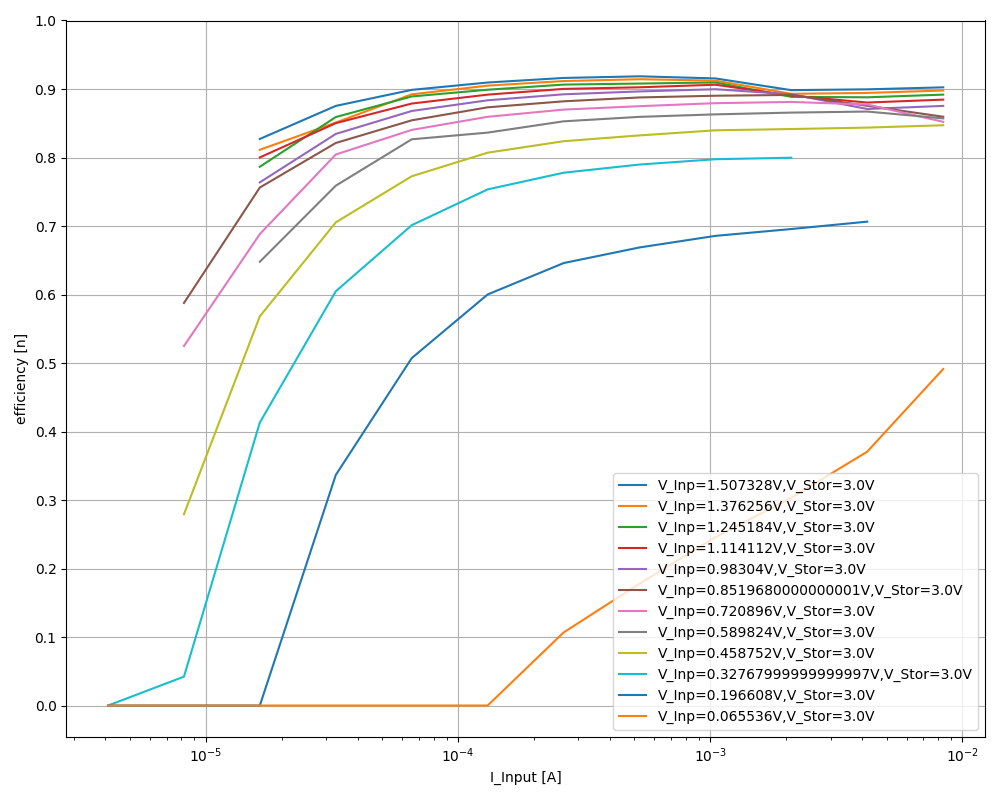 1.0
0.9
0.8
0.7
0.6
0.5
0.4
0.3
0.2
0.1
0.0
efficiency [n]
V_Inp=1.507328V,V_Stor=3.0V
V_Inp=1.376256V,V_Stor=3.0V
V_Inp=1.245184V,V_Stor=3.0V
V_Inp=1.114112V,V_Stor=3.0V
V_Inp=0.98304V,V_Stor=3.0V
V_Inp=0.8519680000000001V,V_Stor=3.0V
V_Inp=0.720896V,V_Stor=3.0V
V_Inp=0.589824V,V_Stor=3.0V
V_Inp=0.458752V,V_Stor=3.0V
V_Inp=0.32767999999999997V,V_Stor=3.0V
V_Inp=0.196608V,V_Stor=3.0V
V_Inp=0.065536V,V_Stor=3.0V
10⁻⁵ 10⁻⁴ 10⁻³ 10⁻²
I_Input [A]